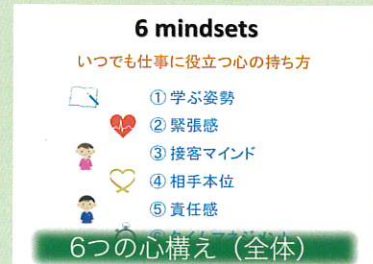 6 mindsets
いつでも仕事に役立つ心の持ち方
① 学ぶ姿勢
② 緊張感
③ 接客マインド
④ 相手本位
⑤ 責任感
6つの心構え（全体）